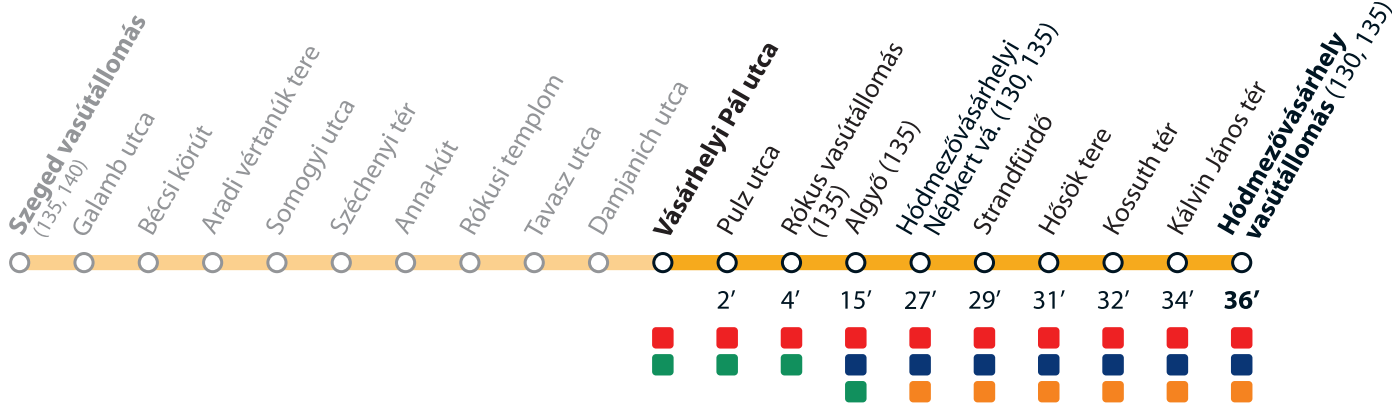 Szeged vasútállomás
(135, 140)
Galamb utca
Bécsi körút
Aradi vértanúk tere
Somogyi utca
Széchenyi tér
Anna-kút
Rókusi templom
Tavasz utca
Damjanich utca
Vásárhelyi Pál utca
Pulz utca
Rókus vasútállomás
(135)
Algyő (135)
Hódmezővásárhelyi
Népkert vá. (130, 135)
Strandfürdő
Hősök tere
Kossuth tér
Kálvin János tér
Hódmezővásárhely
vasútállomás (130, 135)
2’ 4’ 15’ 27’ 29’ 31’ 32’ 34’ 36’